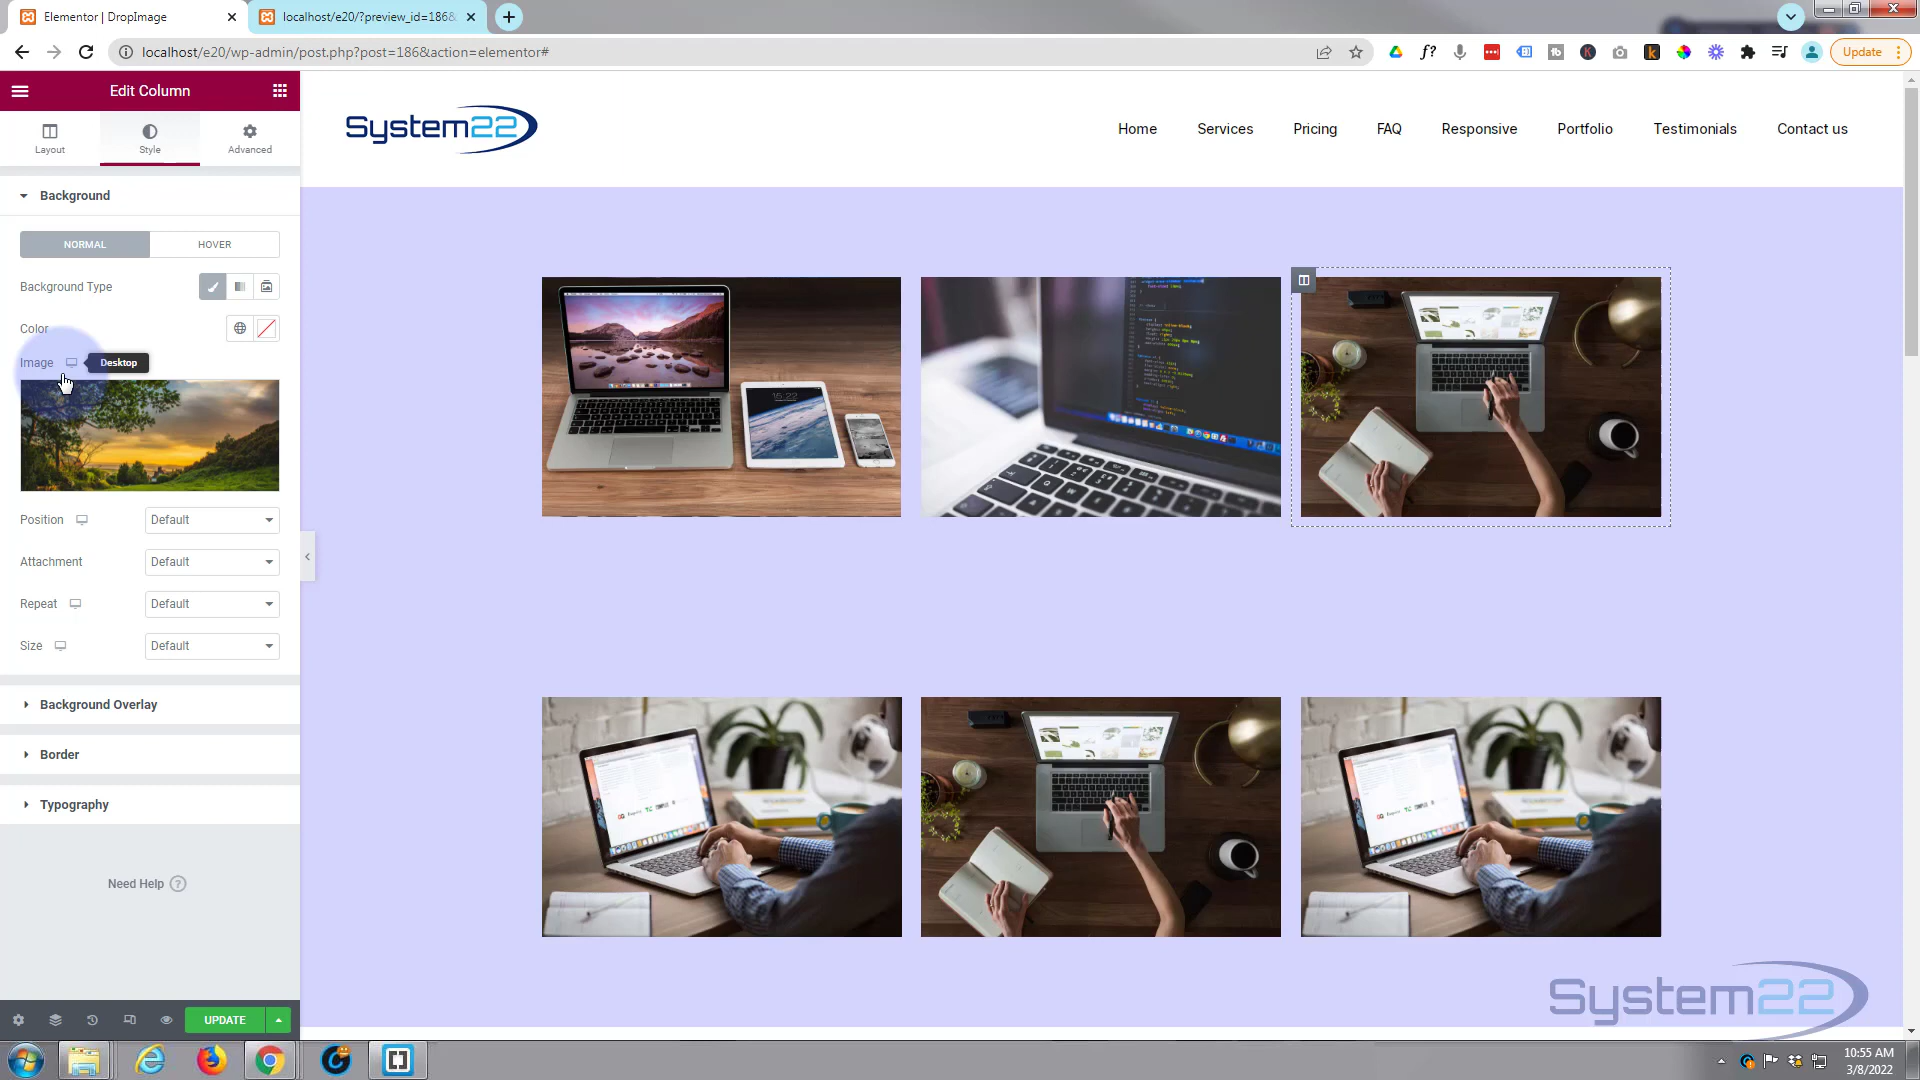 Elementor | DropImage
localhost/e20/?preview_id=186&
localhost/e20/wp-admin/post.php?post=186&action=elementor#
Update
Edit Column
Layout
Style
Advanced
System22
Home
Services
Pricing
FAQ
Responsive
Portfolio
Testimonials
Contact us
Background
NORMAL
HOVER
Background Type
Color
Image
Desktop
Position
Default
Attachment
Default
Repeat
Default
Size
Default
Background Overlay
Border
Typography
Need Help ?
UPDATE
15:22
System22
10:55 AM
3/8/2022